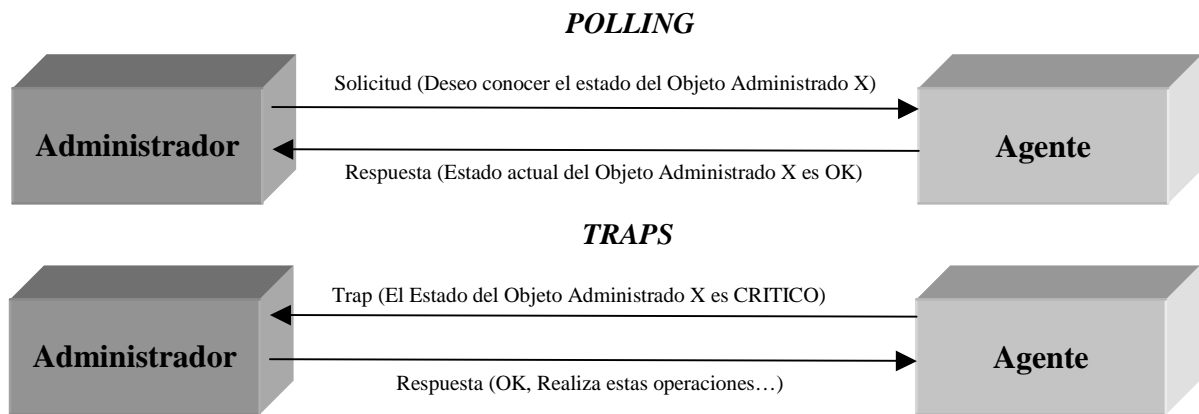 POLLING
Solicitud (Deseo conocer el estado del Objeto Administrado X)
Administrador
Agente
Respuesta (Estado actual del Objeto Administrado X es OK)
TRAPS
Trap (El Estado del Objeto Administrado X es CRITICO)
Administrador
Agente
Respuesta (OK, Realiza estas operaciones…)